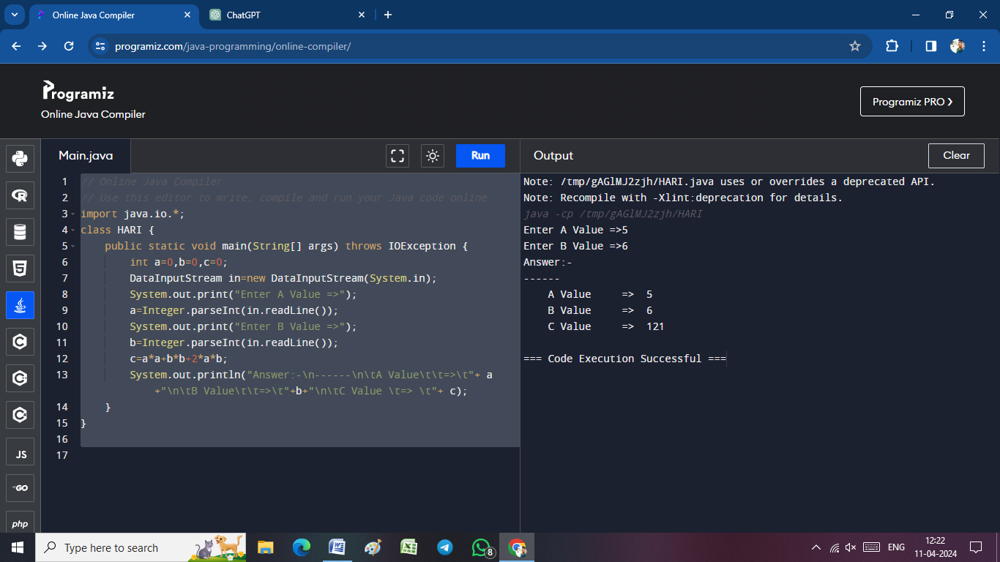 Online Java Compiler
ChatGPT
programiz.com/java-programming/online-compiler/
Programiz
Online Java Compiler
Programiz PRO ❯
Main.java
Run
Output
Clear
1 // Online Java Compiler
2 // Use this editor to write, compile and run your Java code online
3 import java.io.*;
4 class HARI {
5 public static void main(String[] args) throws IOException {
6 int a=0,b=0,c=0;
7 DataInputStream in=new DataInputStream(System.in);
8 System.out.print("Enter A Value =>");
9 a=Integer.parseInt(in.readLine());
10 System.out.print("Enter B Value =>");
11 b=Integer.parseInt(in.readLine());
12 c=a*a+b*b+2*a*b;
13 System.out.println("Answer:-\n------\n\tA Value\t\t=>\t"+ a
+"\n\tB Value\t\t=>\t"+b+"\n\tC Value \t=> \t"+ c);
14 }
15 }
16
17
Note: /tmp/gAGlMJ2zjh/HARI.java uses or overrides a deprecated API.
Note: Recompile with -Xlint:deprecation for details.
java -cp /tmp/gAGlMJ2zjh/HARI
Enter A Value =>5
Enter B Value =>6
Answer:-
------
A Value => 5
B Value => 6
C Value => 121
=== Code Execution Successful ===
R
5
C
C
C
JS
GO
php
Type here to search
W
X
8
ENG
12:22
11-04-2024